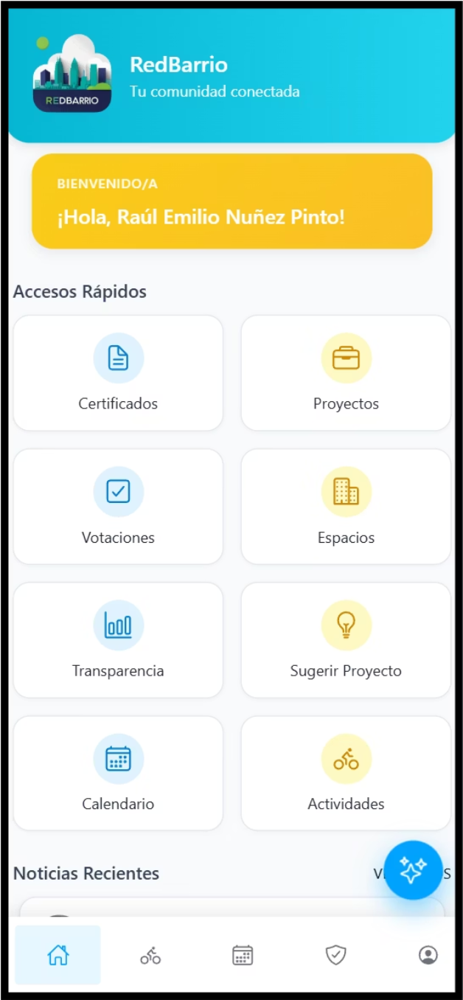 REDBARRIO
RedBarrio
Tu comunidad conectada
BIENVENIDO/A
¡Hola, Raúl Emilio Nuñez Pinto!
Accesos Rápidos
Certificados
Proyectos
Votaciones
Espacios
Transparencia
Sugerir Proyecto
Calendario
Actividades
Noticias Recientes